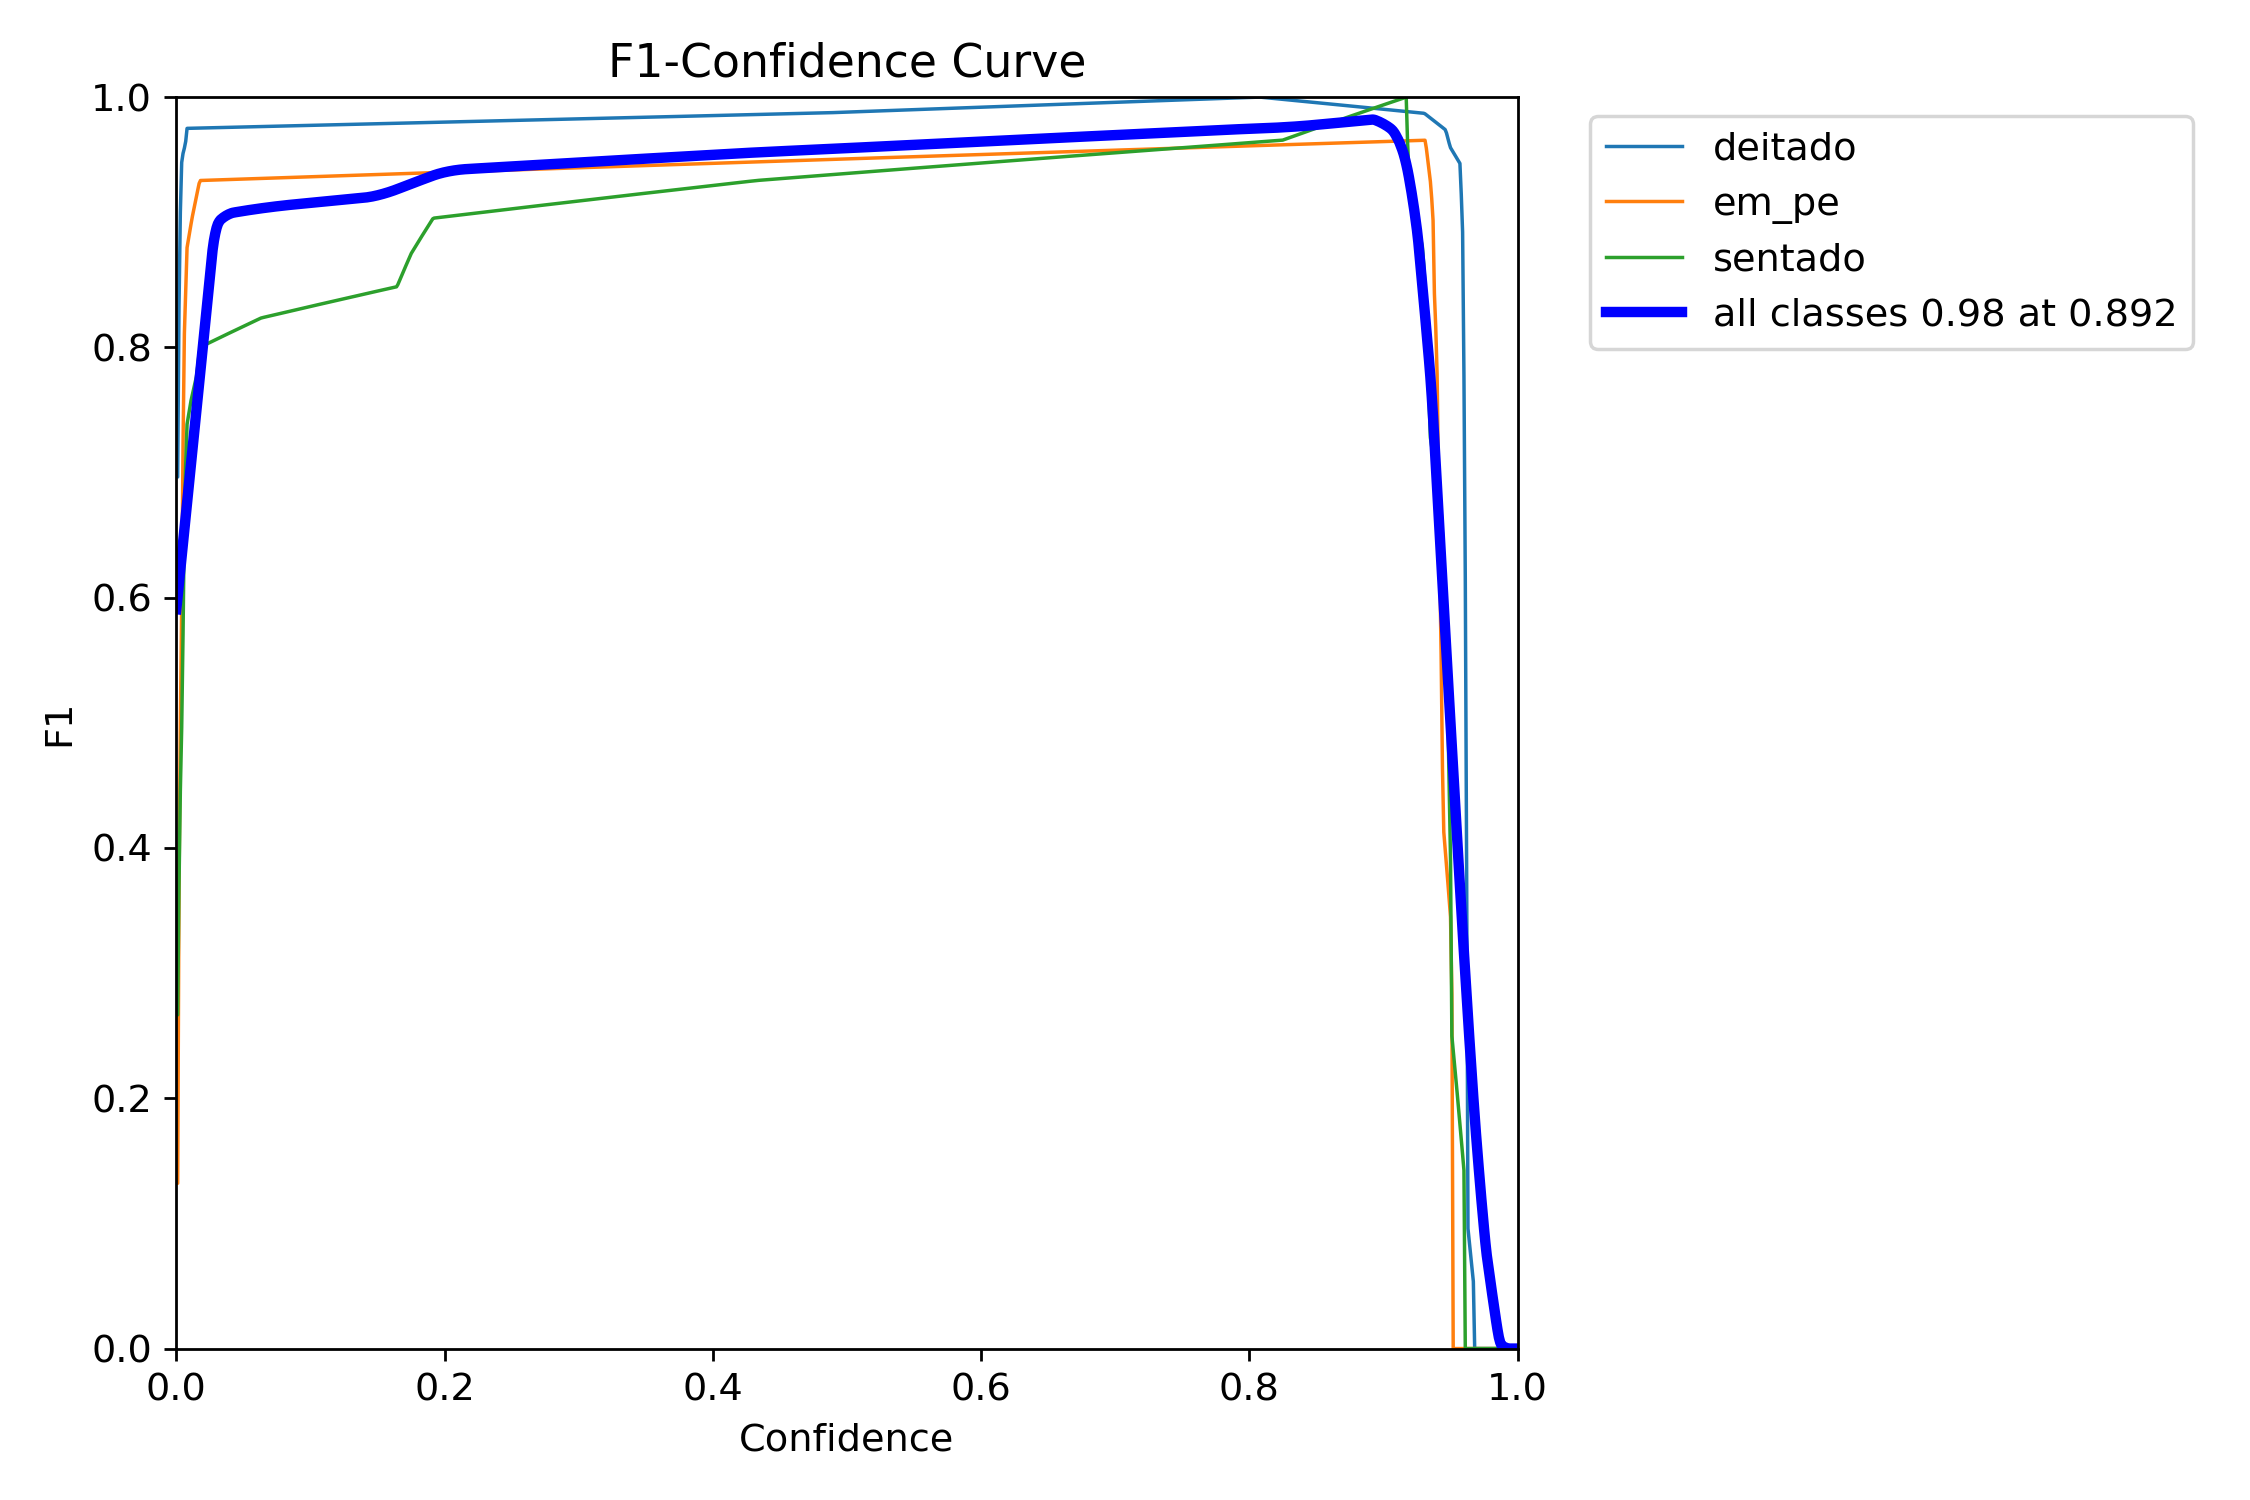 F1-Confidence Curve
1.0
0.8
0.6
0.4
0.2
0.0
F1
0.0 0.2 0.4 0.6 0.8 1.0
Confidence
deitado
em_pe
sentado
all classes 0.98 at 0.892